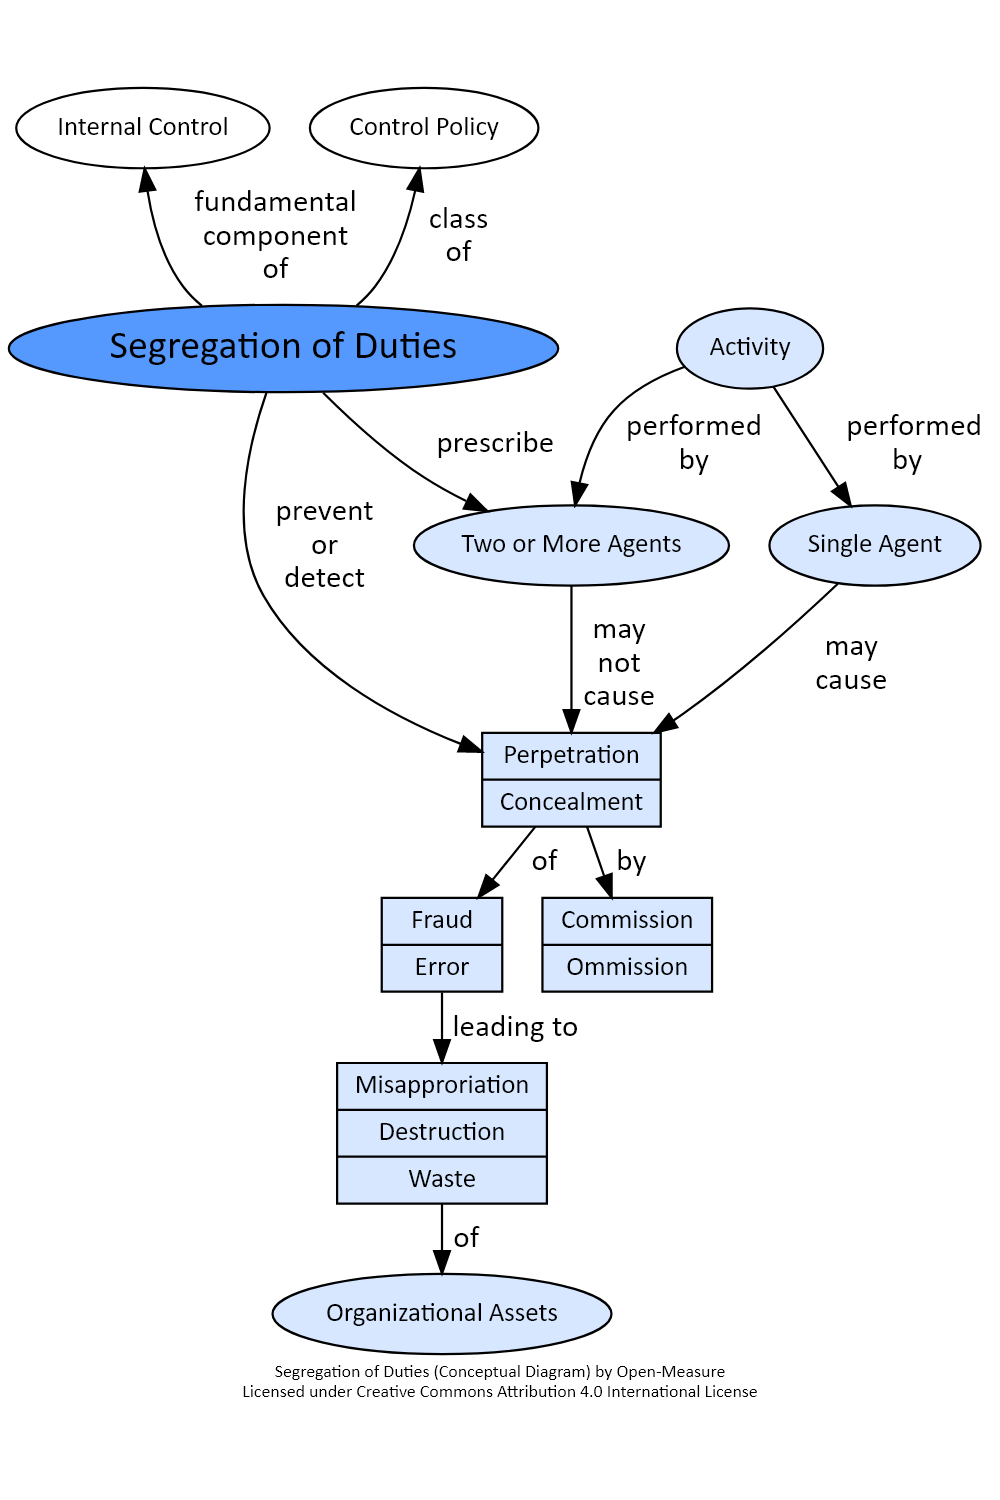 Internal Control
Control Policy
fundamental
component
of
class
of
Segregation of Duties
Activity
prescribe
performed
by
performed
by
prevent
or
detect
Two or More Agents
Single Agent
may
not
cause
may
cause
Perpetration
Concealment
of
by
Fraud
Error
Commission
Ommission
leading to
Misapproriation
Destruction
Waste
of
Organizational Assets
Segregation of Duties (Conceptual Diagram) by Open-Measure
Licensed under Creative Commons Attribution 4.0 International License